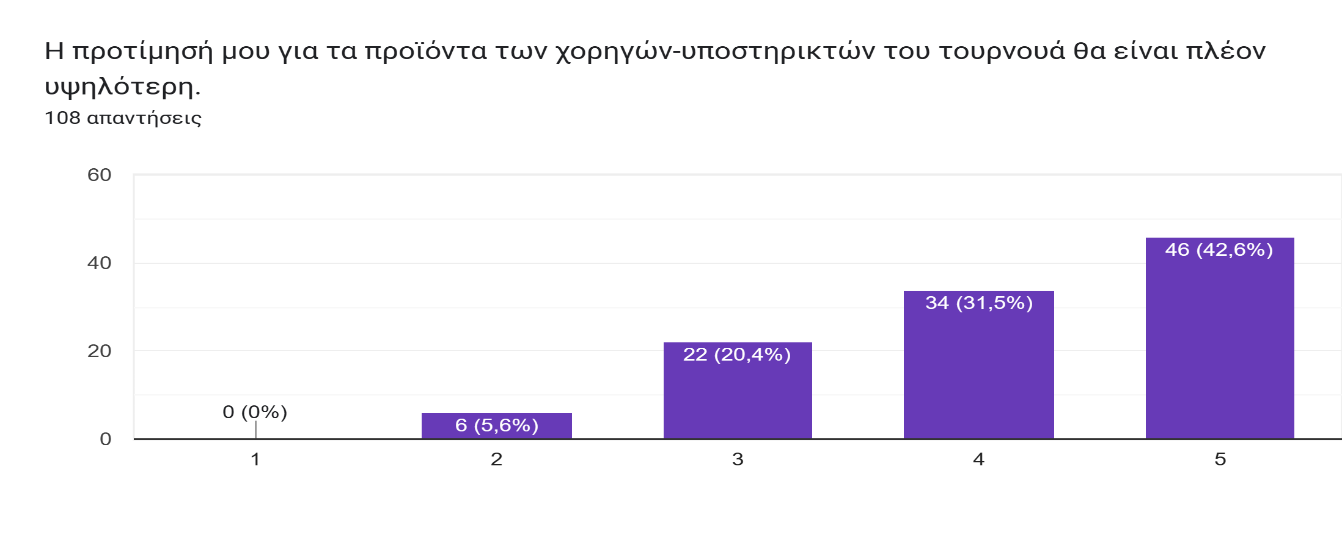 Η προτίμησή μου για τα προϊόντα των χορηγών-υποστηρικτών του τουρνουά θα είναι πλέον
υψηλότερη.
108 απαντήσεις
60
40
20
0
0 (0%)
6 (5,6%)
22 (20,4%)
34 (31,5%)
46 (42,6%)
1 2 3 4 5